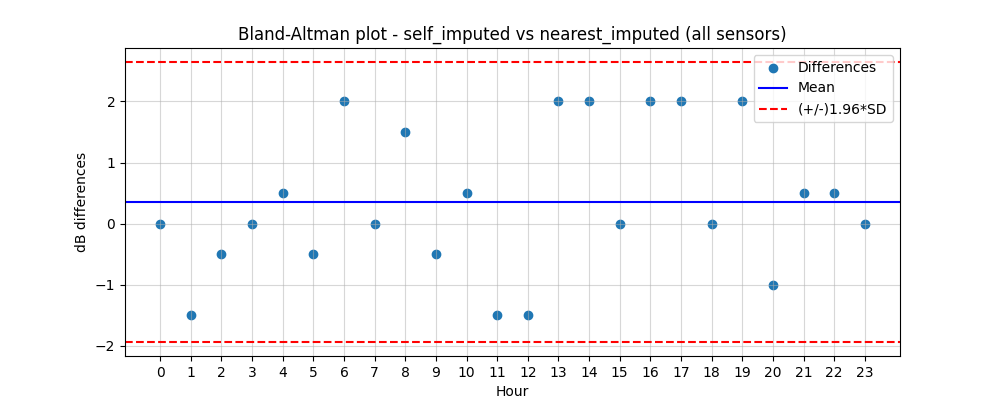 Bland-Altman plot - self_imputed vs nearest_imputed (all sensors)
Differences
Mean
(+/-)1.96*SD
dB differences
2
1
0
−1
−2
0 1 2 3 4 5 6 7 8 9 10 11 12 13 14 15 16 17 18 19 20 21 22 23
Hour